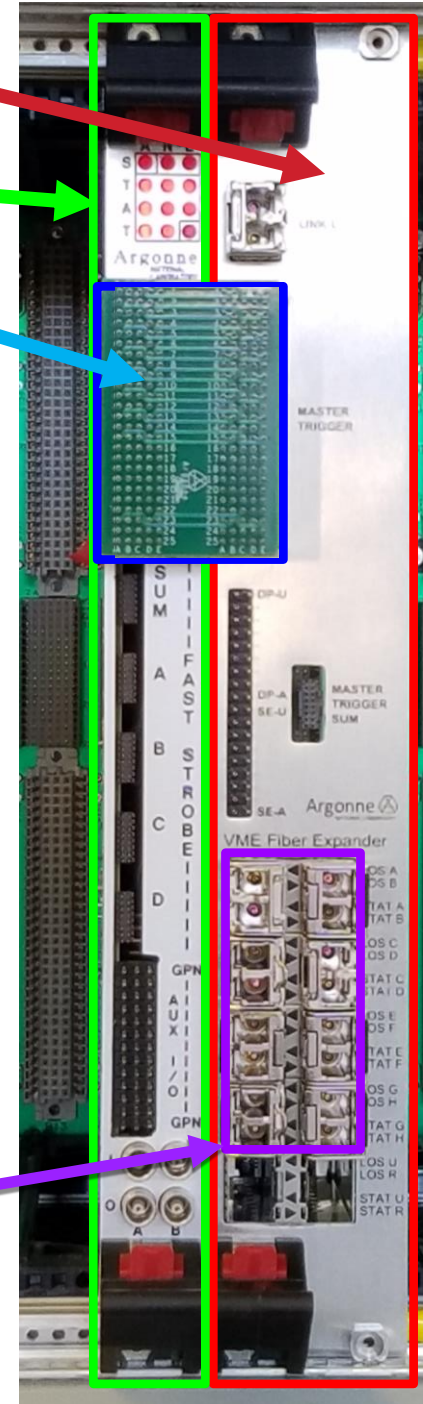 A N L
S
T
A
T
Argonne
NATIONAL
LABORATORY
LINK L
MASTER
TRIGGER
A B C D E
A B C D E
SUM
A
B
C
D
FAST STROBE
DP-U
DP-A
SE-U
SE-A
MASTER
TRIGGER
SUM
Argonne
VME Fiber Expander
LOS A
LOS B
STAT A
STAT B
LOS C
LOS D
STAT C
STAT D
LOS E
LOS F
STAT E
STAT F
LOS G
LOS H
STAT G
STAT H
LOS U
LOS R
STAT U
STAT R
GPN
AUX I/O
GPN
I
O
A B